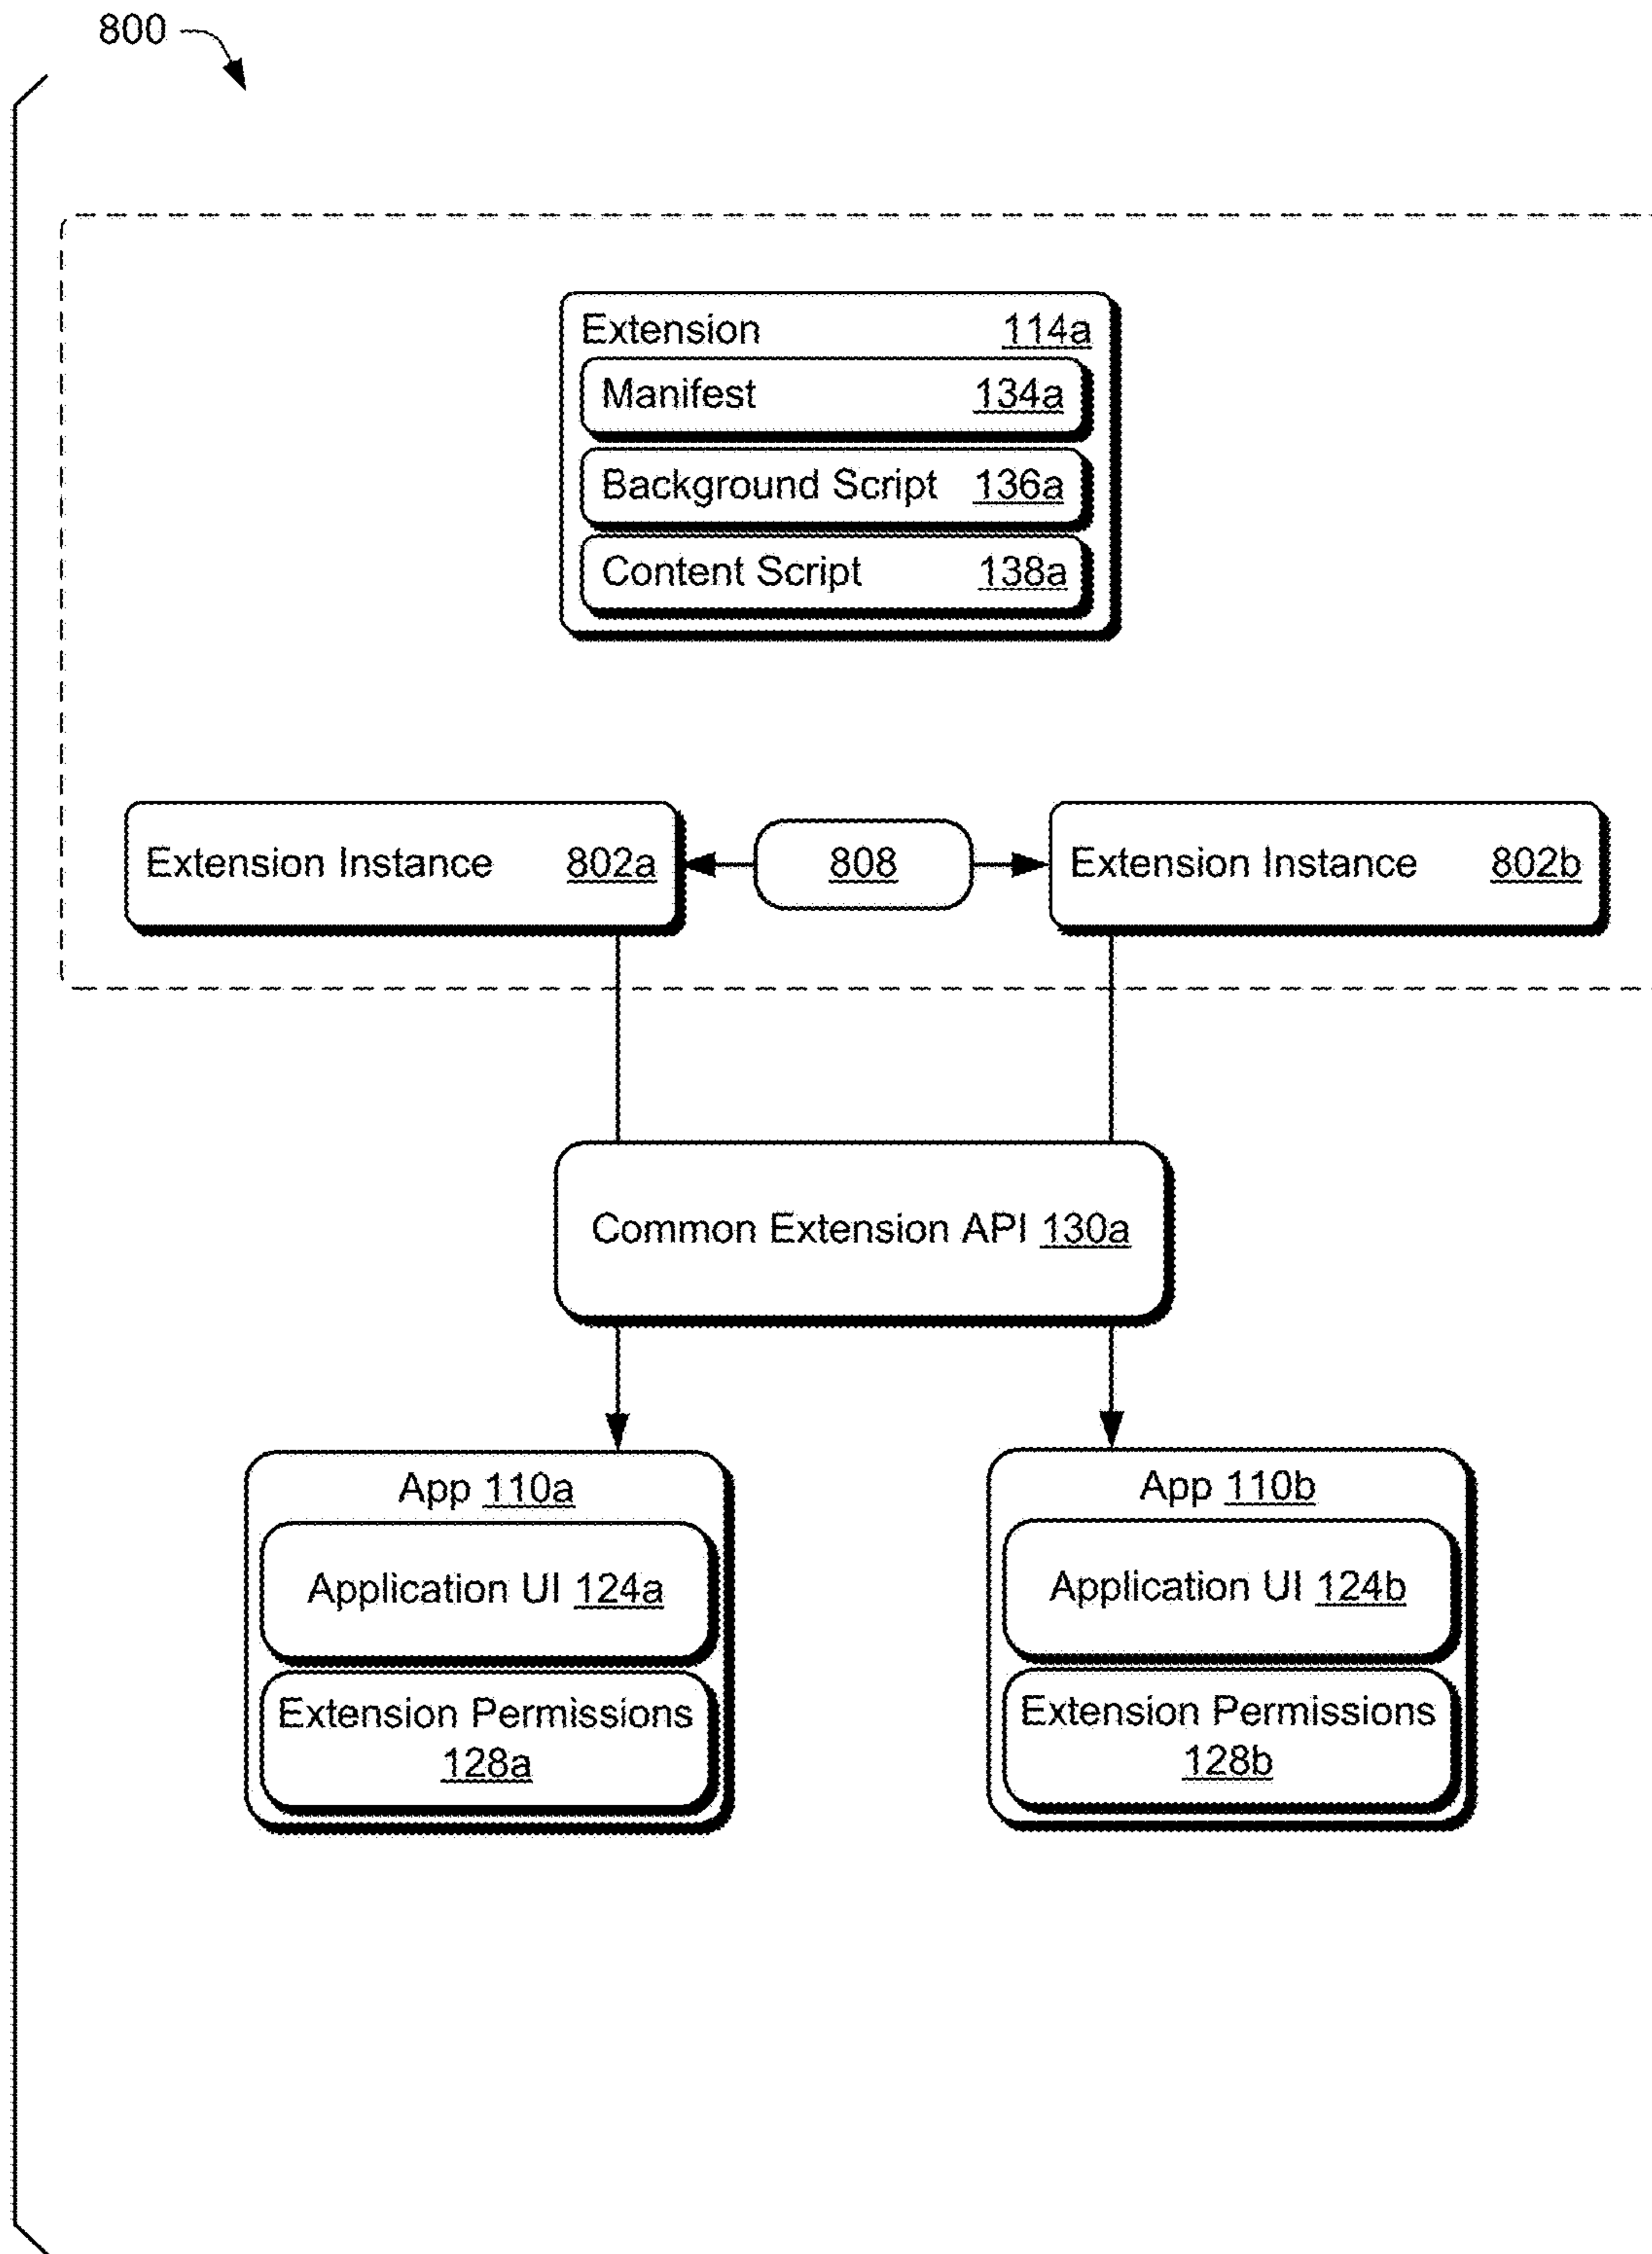 800
Extension 114a
Manifest 134a
Background Script 136a
Content Script 138a
Extension Instance 802a
808
Extension Instance 802b
Common Extension API 130a
App 110a
Application UI 124a
Extension Permissions
128a
App 110b
Application UI 124b
Extension Permissions
128b